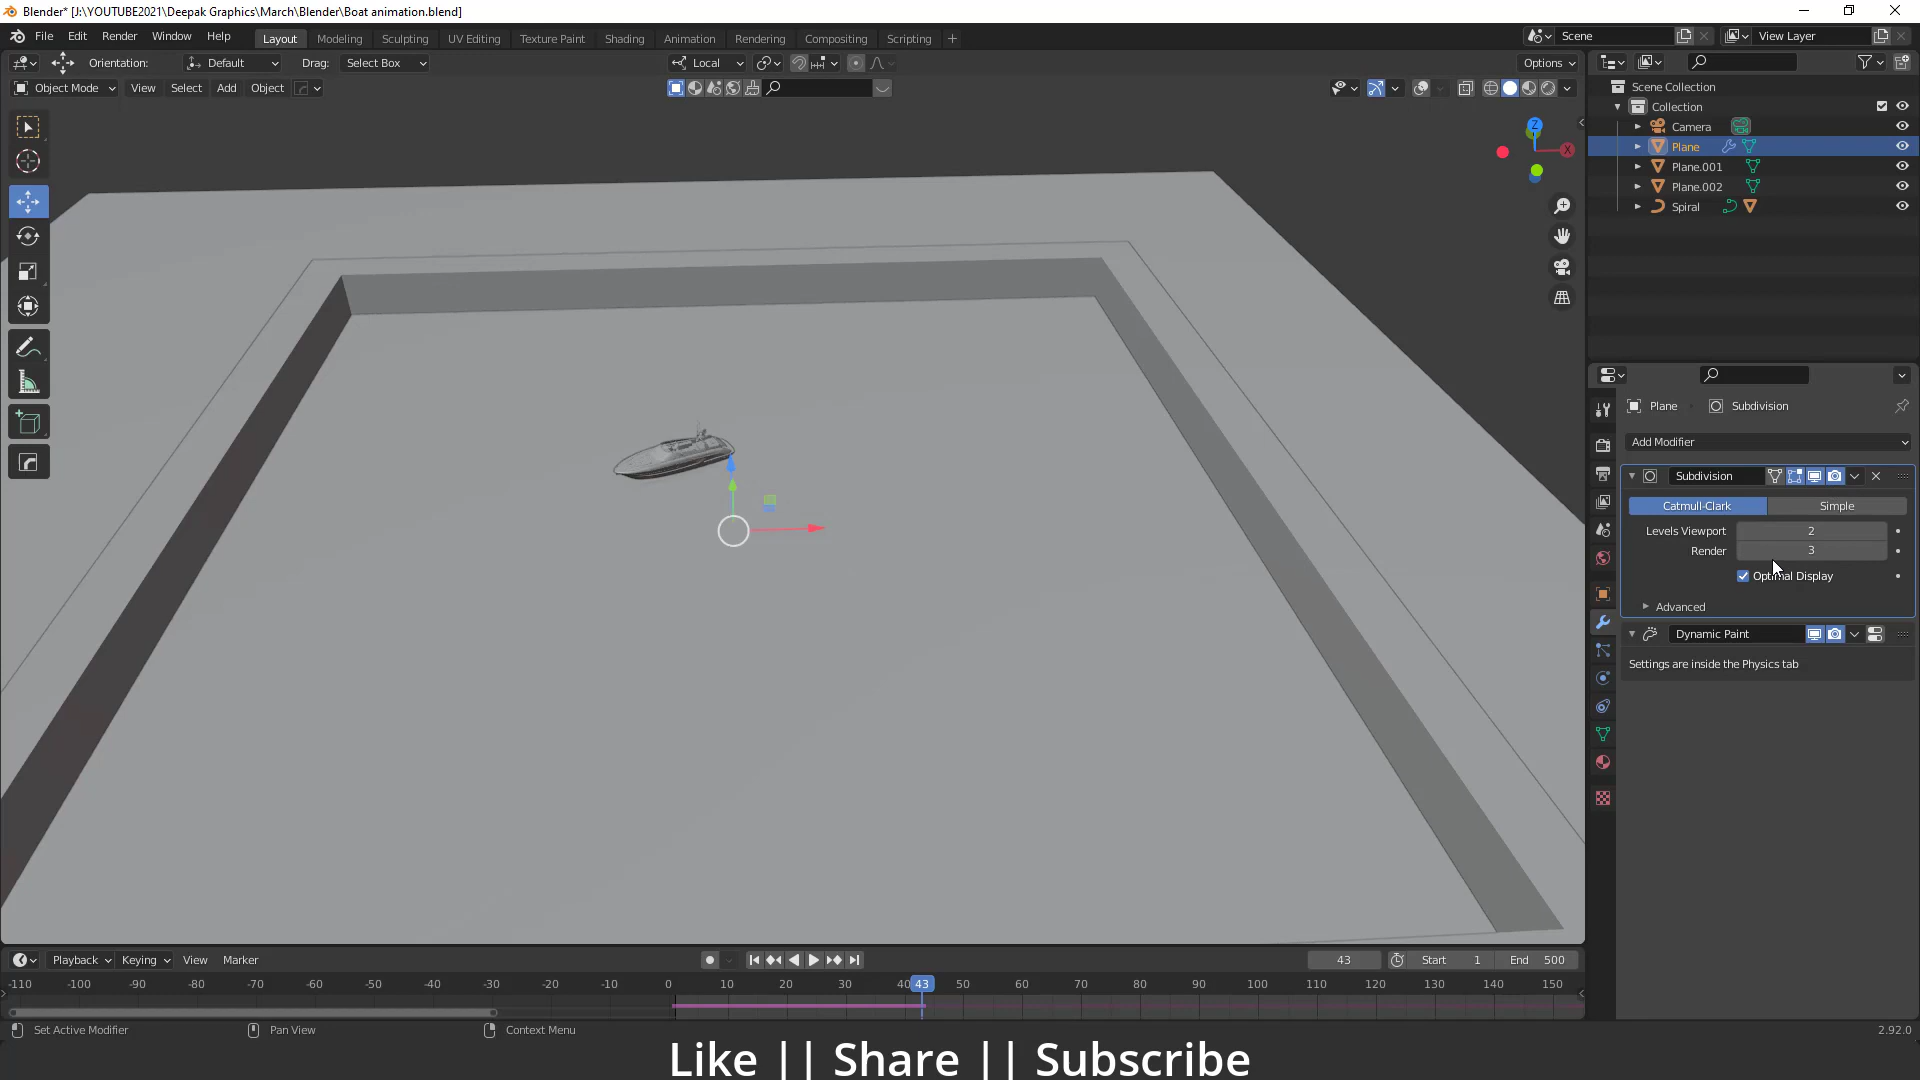 Blender* [J:\YOUTUBE2021\Deepak Graphics\March\Blender\Boat animation.blend]
File Edit Render Window Help Layout Modeling Sculpting UV Editing Texture Paint Shading Animation Rendering Compositing Scripting Scene View Layer
Orientation: Default Drag: Select Box Local Options
Object Mode View Select Add Object
Scene Collection
Collection
Camera
Plane
Plane.001
Plane.002
Spiral
Z
X
Plane Subdivision
Add Modifier
Subdivision
Catmull-Clark Simple
Levels Viewport 2
Render 3
Optimal Display
Advanced
Dynamic Paint
Settings are inside the Physics tab
Playback Keying View Marker 43 Start 1 End 500
-110 -100 -90 -80 -70 -60 -50 -40 -30 -20 -10 0 10 20 30 40 43 50 60 70 80 90 100 110 120 130 140 150
Set Active Modifier Pan View Context Menu 2.92.0
Like || Share || Subscribe